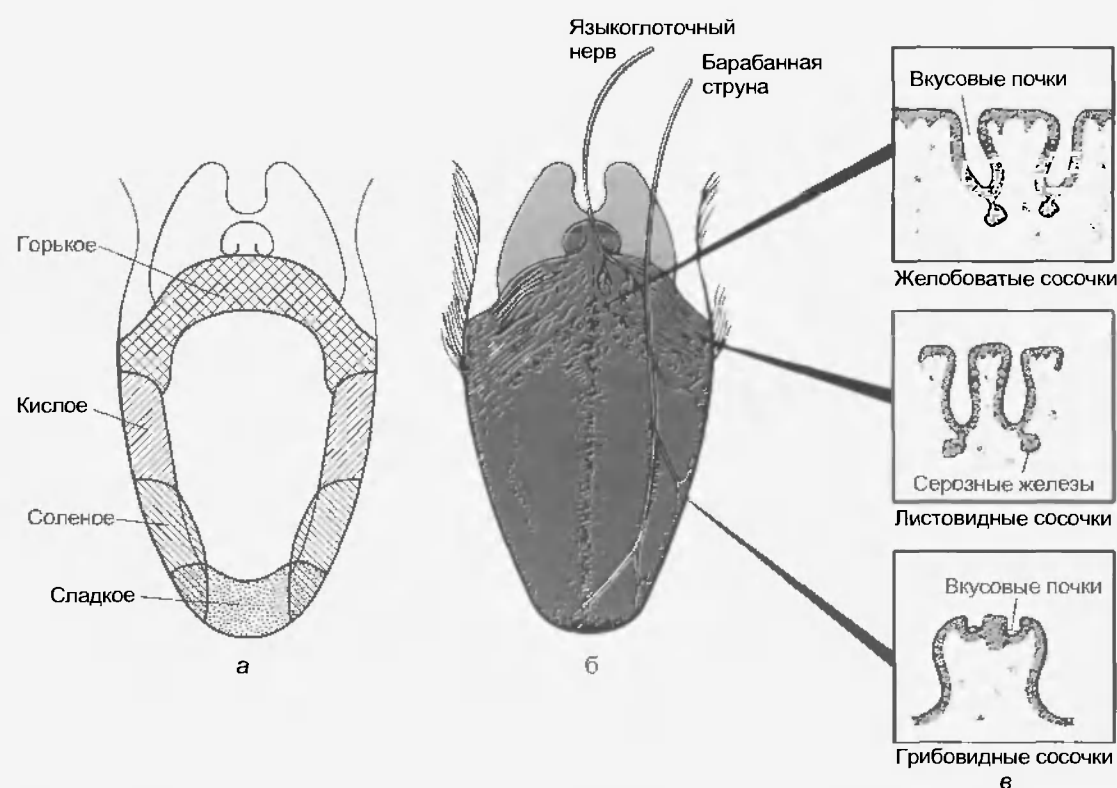 Языкоглоточный
нерв
Барабанная
струна
Вкусовые почки
Желобоватые сосочки
Горькое
Кислое
Соленое
Сладкое
а
б
Серозные железы
Листовидные сосочки
Вкусовые почки
Грибовидные сосочки
в